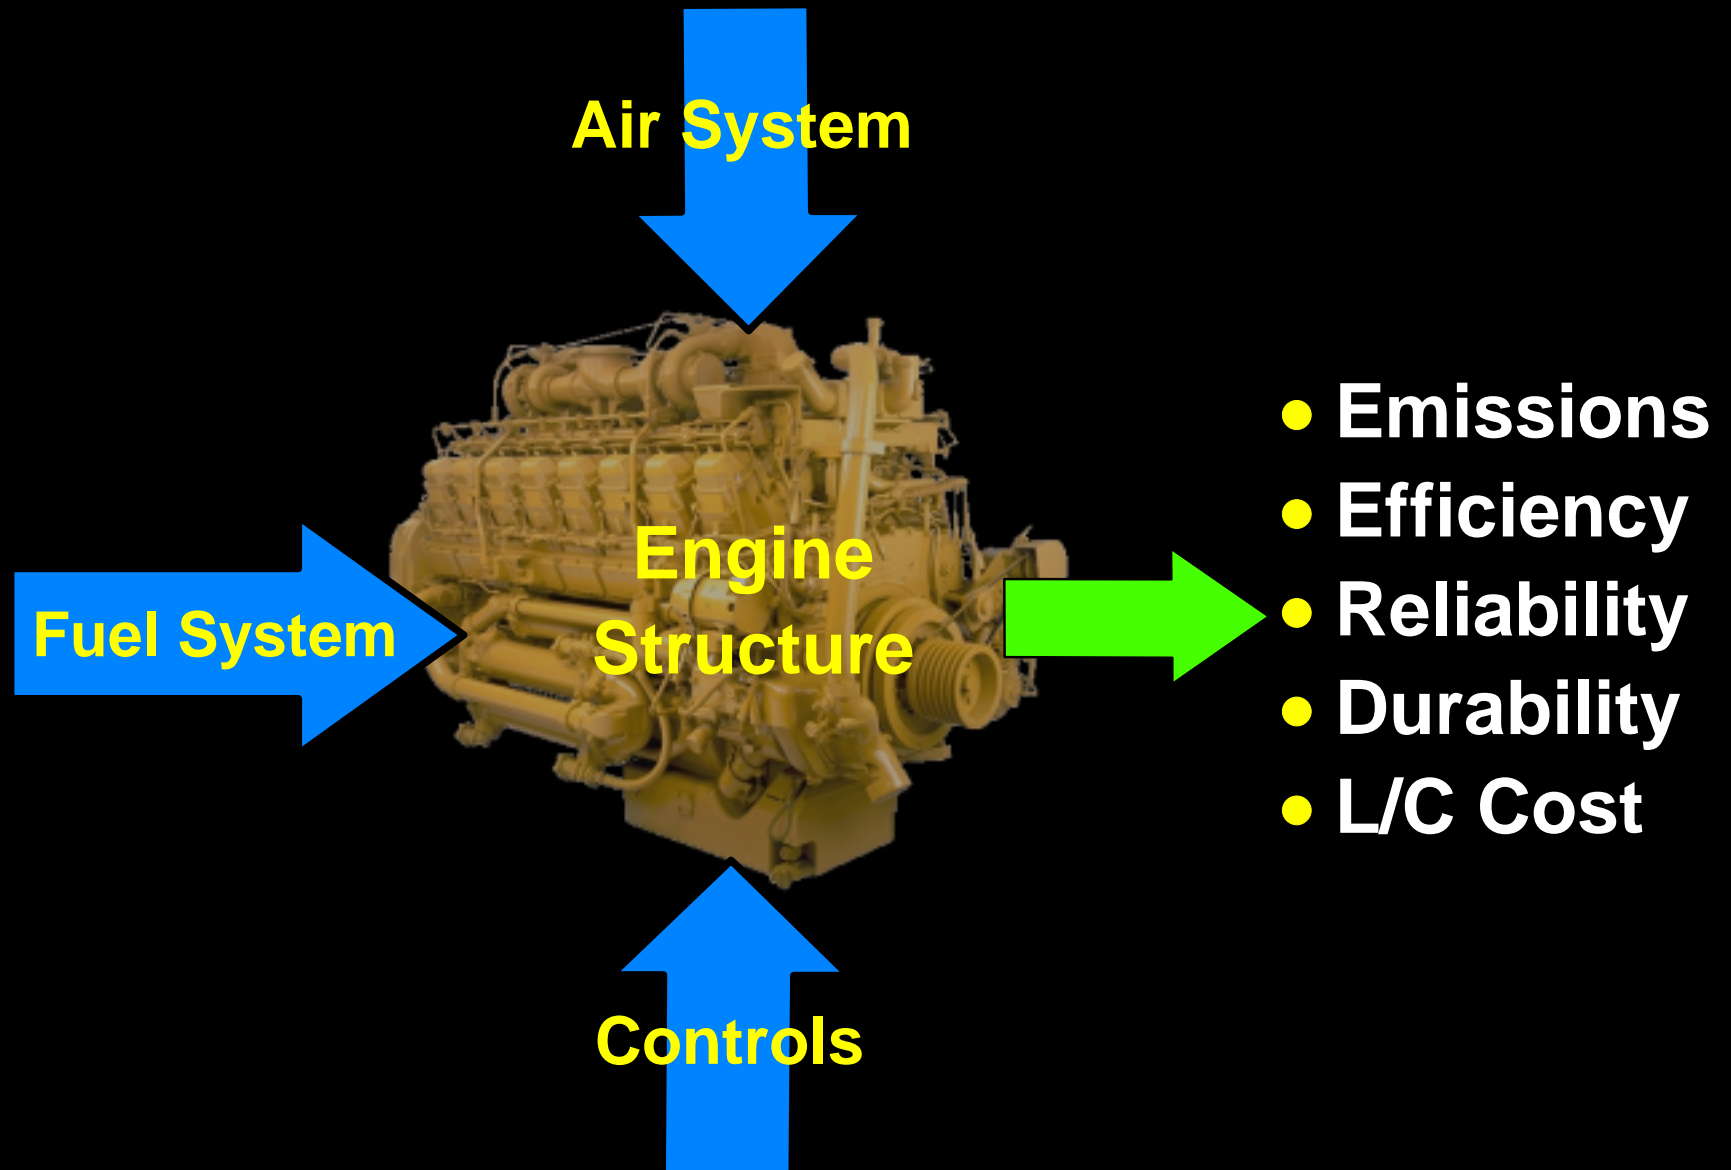 Air System
Fuel System
Engine
Structure
Controls
Emissions
Efficiency
Reliability
Durability
L/C Cost